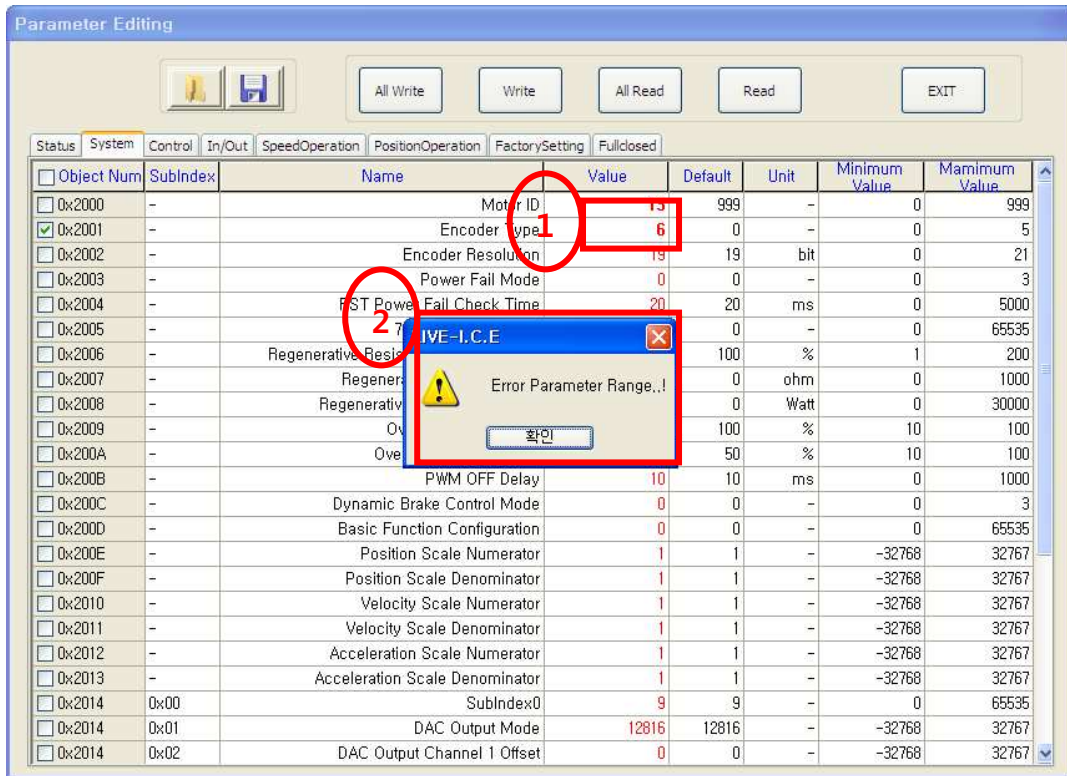 Parameter Editing
All Write Write All Read Read EXIT
Status System Control In/Out SpeedOperation PositionOperation FactorySetting Fullclosed
Object Num SubIndex Name Value Default Unit Minimum Value Mamimum Value
0x2000 - Motor ID 13 999 - 0 999
1
0x2001 - Encoder Type 6 0 - 0 5
0x2002 - Encoder Resolution 19 19 bit 0 21
0x2003 - Power Fail Mode 0 0 - 0 3
0x2004 - RST Power Fail Check Time 20 20 ms 0 5000
2
0x2005 - 7 0 - 0 65535
0x2006 - Regenerative Resis 100 % 1 200
0x2007 - Regener 0 ohm 0 1000
0x2008 - Regenerativ 0 Watt 0 30000
0x2009 - Ov 100 % 10 100
0x200A - Ove 50 % 10 100
IVE-I.C.E
Error Parameter Range,,!
확인
0x200B - PWM OFF Delay 10 10 ms 0 1000
0x200C - Dynamic Brake Control Mode 0 0 - 0 3
0x200D - Basic Function Configuration 0 0 - 0 65535
0x200E - Position Scale Numerator 1 1 - -32768 32767
0x200F - Position Scale Denominator 1 1 - -32768 32767
0x2010 - Velocity Scale Numerator 1 1 - -32768 32767
0x2011 - Velocity Scale Denominator 1 1 - -32768 32767
0x2012 - Acceleration Scale Numerator 1 1 - -32768 32767
0x2013 - Acceleration Scale Denominator 1 1 - -32768 32767
0x2014 0x00 SubIndex0 9 9 - 0 65535
0x2014 0x01 DAC Output Mode 12816 12816 - -32768 32767
0x2014 0x02 DAC Output Channel 1 Offset 0 0 - -32768 32767